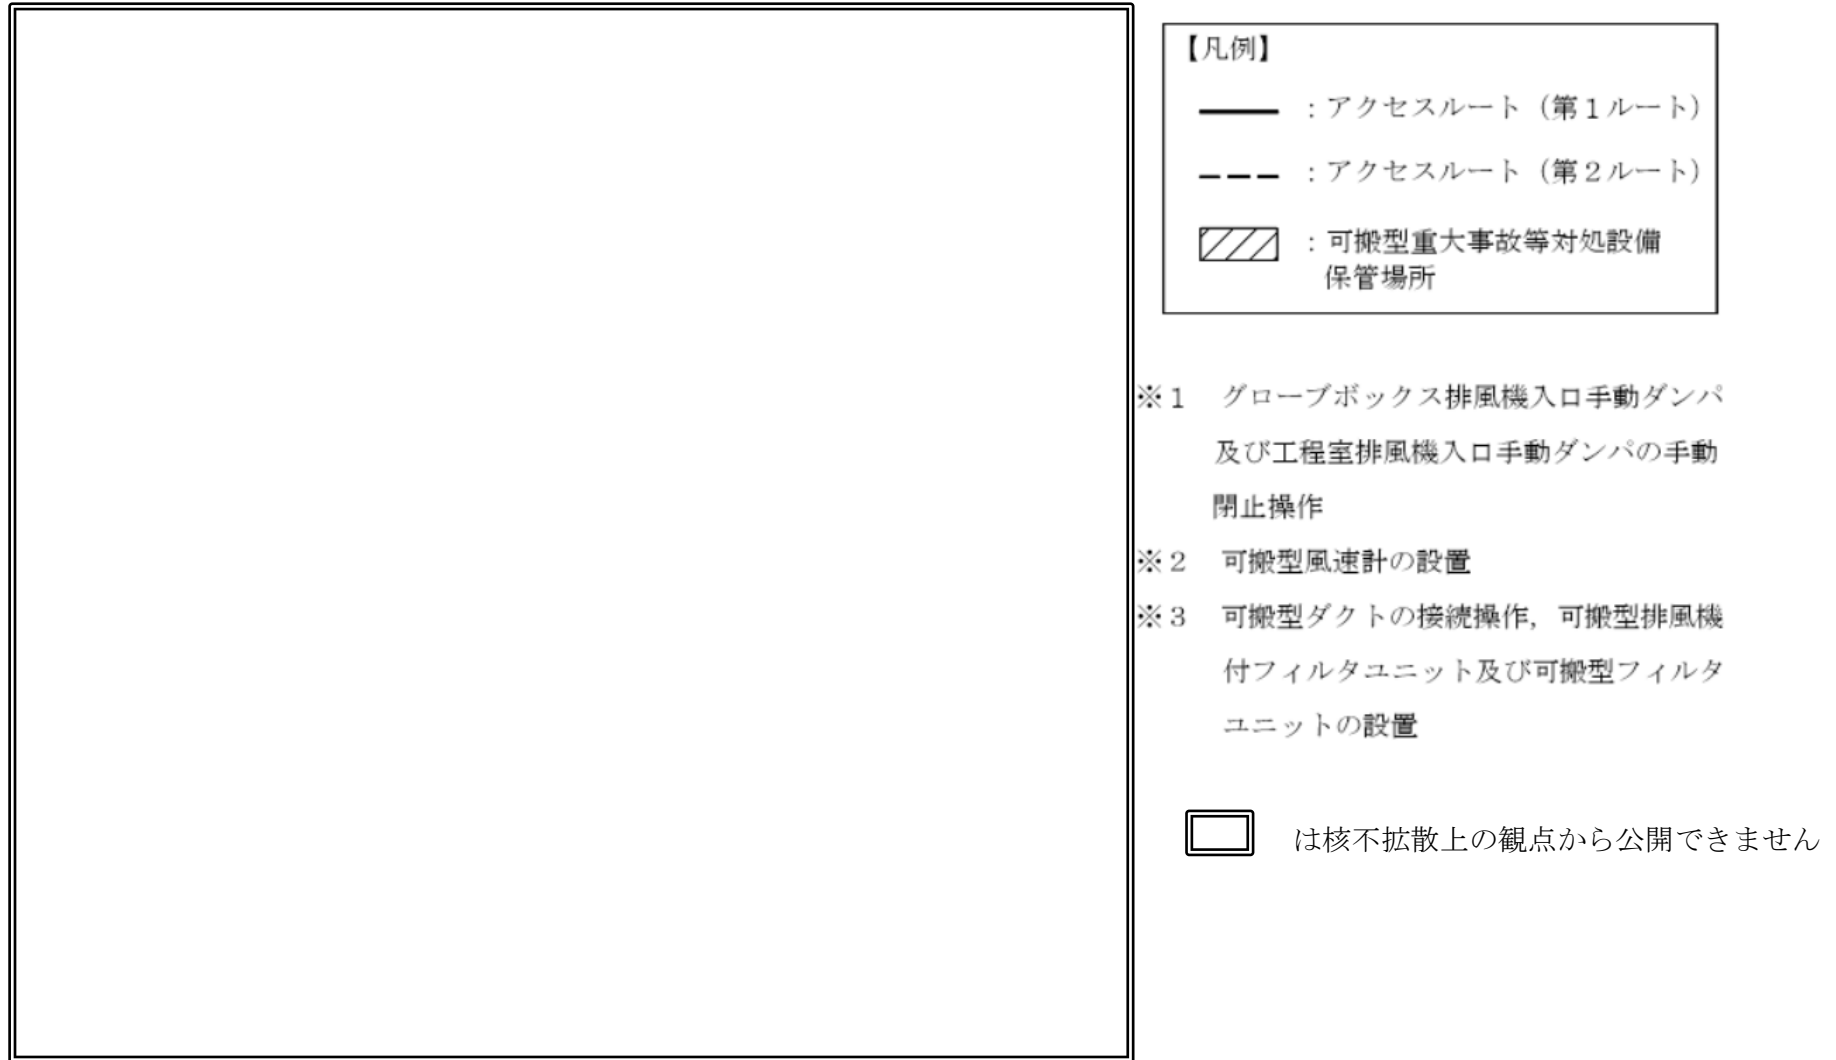 【凡例】
：アクセスルート（第１ルート）
：アクセスルート（第２ルート）
：可搬型重大事故等対処設備
保管場所
※１　グローブボックス排風機入口手動ダンパ
及び工程室排風機入口手動ダンパの手動
閉止操作
※２　可搬型風速計の設置
※３　可搬型ダクトの接続操作，可搬型排風機
付フィルタユニット及び可搬型フィルタ
ユニットの設置
は核不拡散上の観点から公開できません